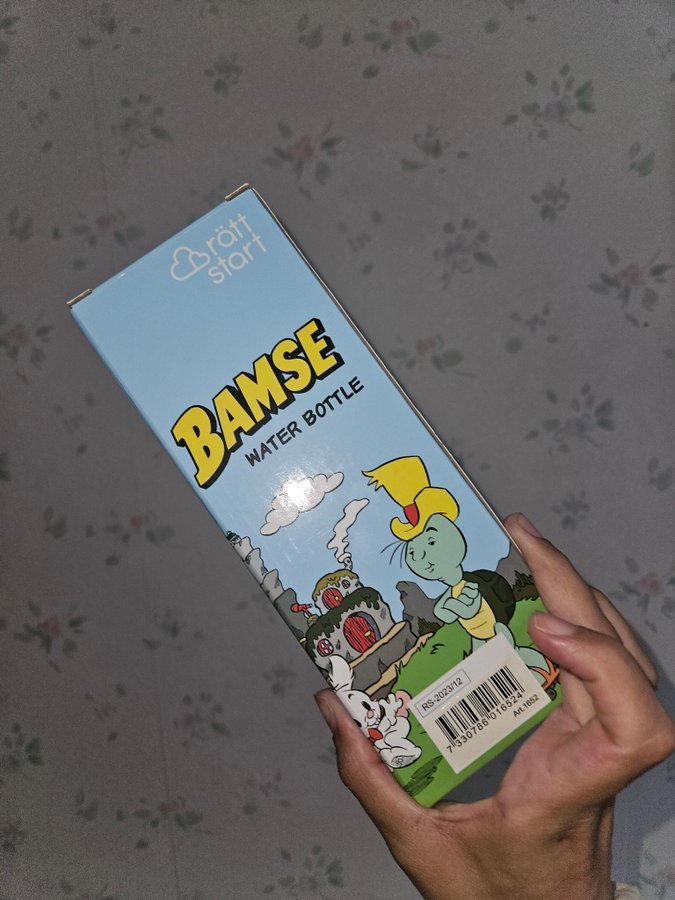 rätt
start
BAMSE
WATER BOTTLE
RS-2023/12
7 330786 016524
Art.1652